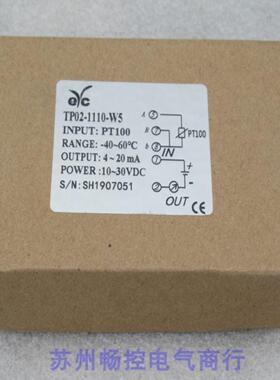 eyc
TP02-1110-W5
INPUT: PT100
RANGE: -40~60°C
OUTPUT: 4~20 mA
POWER: 10~30VDC
S/N: SH1907051
A
B
b
PT100
IN
+
-
OUT
CE
苏州畅控电气商行